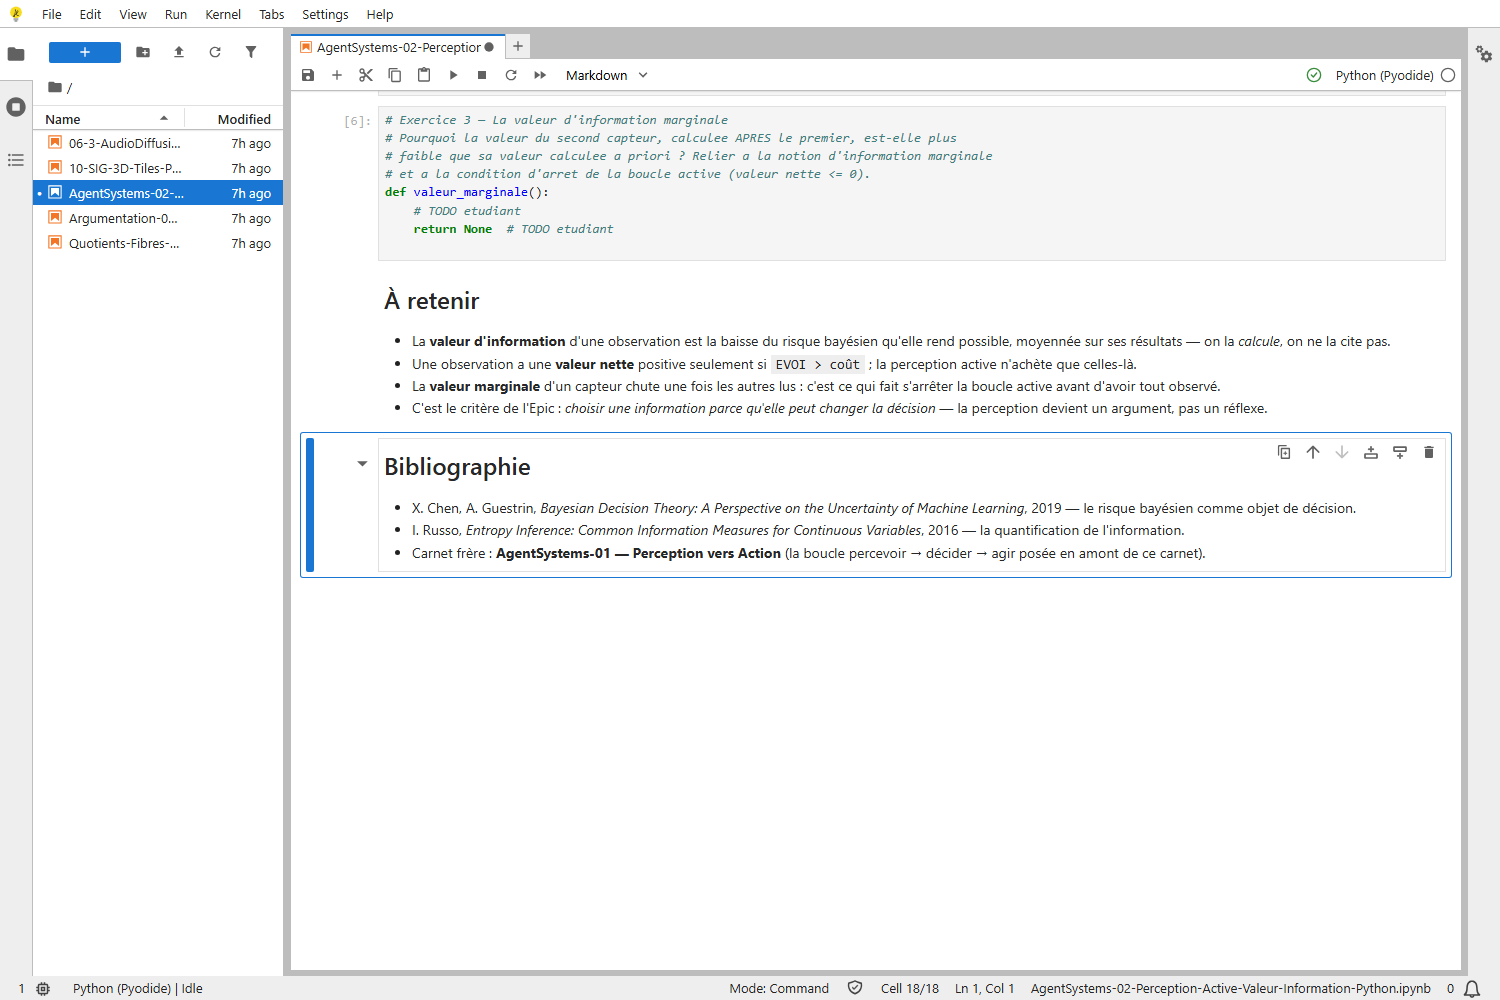 File Edit View Run Kernel Tabs Settings Help
/
Name Modified
06-3-AudioDiffusi... 7h ago
10-SIG-3D-Tiles-P... 7h ago
AgentSystems-02-... 7h ago
Argumentation-0... 7h ago
Quotients-Fibres-... 7h ago
AgentSystems-02-Perception
Markdown
Python (Pyodide)
[6]:
# Exercice 3 — La valeur d'information marginale
# Pourquoi la valeur du second capteur, calculee APRES le premier, est-elle plus
# faible que sa valeur calculee a priori ? Relier a la notion d'information marginale
# et a la condition d'arret de la boucle active (valeur nette <= 0).
def valeur_marginale():
# TODO etudiant
return None # TODO etudiant
À retenir
• La valeur d'information d'une observation est la baisse du risque bayésien qu'elle rend possible, moyennée sur ses résultats — on la calcule, on ne la cite pas.
• Une observation a une valeur nette positive seulement si EVOI > coût ; la perception active n'achète que celles-là.
• La valeur marginale d'un capteur chute une fois les autres lus : c'est ce qui fait s'arrêter la boucle active avant d'avoir tout observé.
• C'est le critère de l'Epic : choisir une information parce qu'elle peut changer la décision — la perception devient un argument, pas un réflexe.
Bibliographie
• X. Chen, A. Guestrin, Bayesian Decision Theory: A Perspective on the Uncertainty of Machine Learning, 2019 — le risque bayésien comme objet de décision.
• I. Russo, Entropy Inference: Common Information Measures for Continuous Variables, 2016 — la quantification de l'information.
• Carnet frère : AgentSystems-01 — Perception vers Action (la boucle percevoir → décider → agir posée en amont de ce carnet).
1 Python (Pyodide) | Idle Mode: Command Cell 18/18 Ln 1, Col 1 AgentSystems-02-Perception-Active-Valeur-Information-Python.ipynb 0